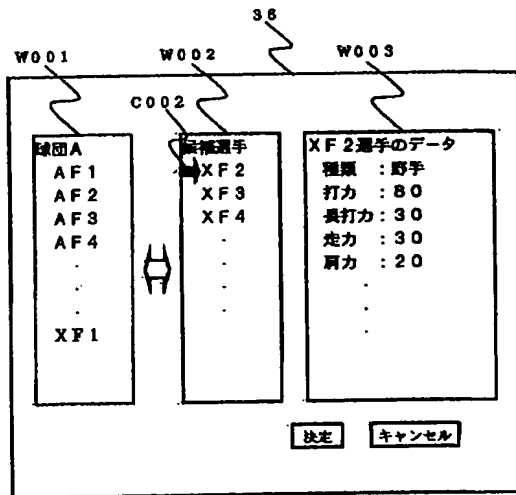 36
W001
W002
W003
C002
球団A
AF1
AF2
AF3
AF4
XF1
候補選手
XF2
XF3
XF4
XF2選手のデータ
種類 :野手
打力 :80
長打力:30
走力 :30
肩力 :20
決定
キャンセル